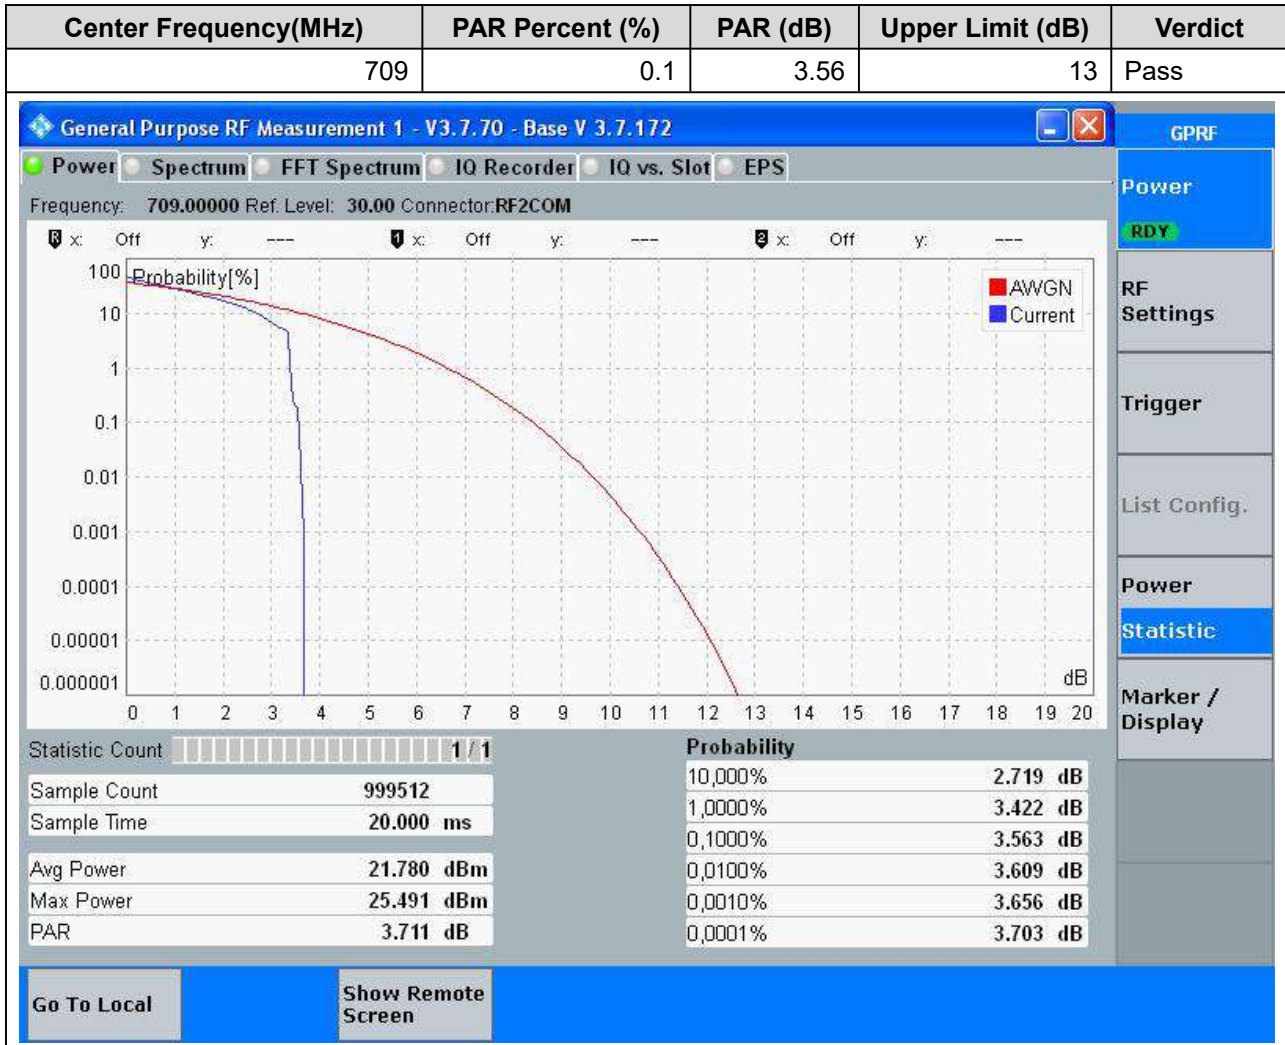 Center Frequency(MHz) PAR Percent (%) PAR (dB) Upper Limit (dB) Verdict
709 0.1 3.56 13 Pass
General Purpose RF Measurement 1 - V3.7.70 - Base V 3.7.172
GPRF
Power Spectrum FFT Spectrum IQ Recorder IQ vs. Slot EPS
Frequency: 709.00000 Ref. Level: 30.00 Connector:RF2COM
R x: Off y: --- 1 x: Off y: --- 2 x: Off y: ---
Probability[%]
AWGN
Current
100
10
1
0.1
0.01
0.001
0.0001
0.00001
0.000001
dB
0 1 2 3 4 5 6 7 8 9 10 11 12 13 14 15 16 17 18 19 20
Statistic Count 1 / 1
Sample Count 999512
Sample Time 20.000 ms
Avg Power 21.780 dBm
Max Power 25.491 dBm
PAR 3.711 dB
Probability
10,000% 2.719 dB
1,0000% 3.422 dB
0,1000% 3.563 dB
0,0100% 3.609 dB
0,0010% 3.656 dB
0,0001% 3.703 dB
Power
RDY
RF
Settings
Trigger
List Config.
Power
Statistic
Marker /
Display
Go To Local
Show Remote
Screen